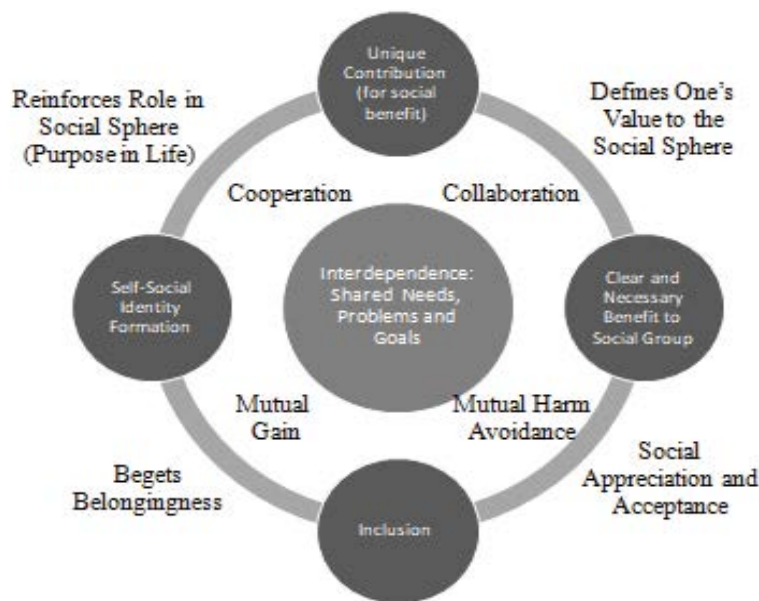 Unique
Contribution
(for social
benefit)
Reinforces Role in
Social Sphere
(Purpose in Life)
Defines One's
Value to the
Social Sphere
Cooperation
Collaboration
Self-Social
Identity
Formation
Interdependence:
Shared Needs,
Problems and
Goals
Clear and
Necessary
Benefit to
Social Group
Mutual
Gain
Mutual Harm
Avoidance
Begets
Belongingness
Social
Appreciation and
Acceptance
Inclusion